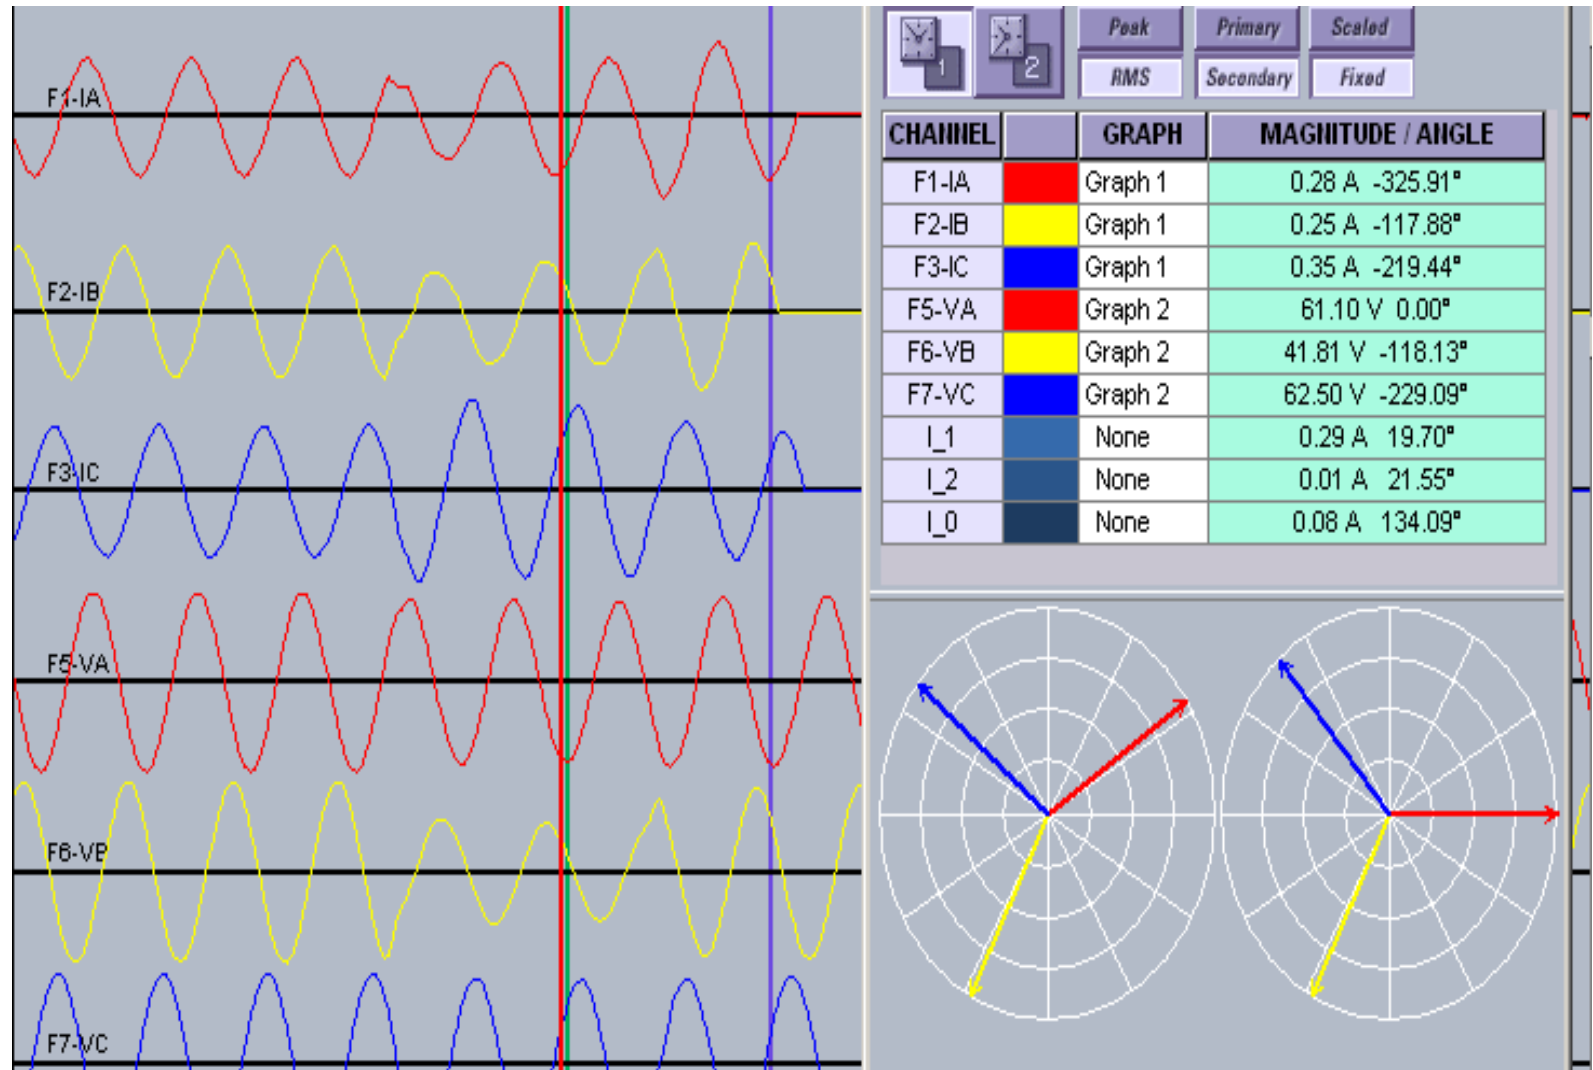 F1-IA
F2-IB
F3-IC
F5-VA
F6-VB
F7-VC
1
2
Peak
Primary
Scaled
RMS
Secondary
Fixed
CHANNEL GRAPH MAGNITUDE / ANGLE
F1-IA Graph 1 0.28 A -325.91°
F2-IB Graph 1 0.25 A -117.88°
F3-IC Graph 1 0.35 A -219.44°
F5-VA Graph 2 61.10 V 0.00°
F6-VB Graph 2 41.81 V -118.13°
F7-VC Graph 2 62.50 V -229.09°
I_1 None 0.29 A 19.70°
I_2 None 0.01 A 21.55°
I_0 None 0.08 A 134.09°